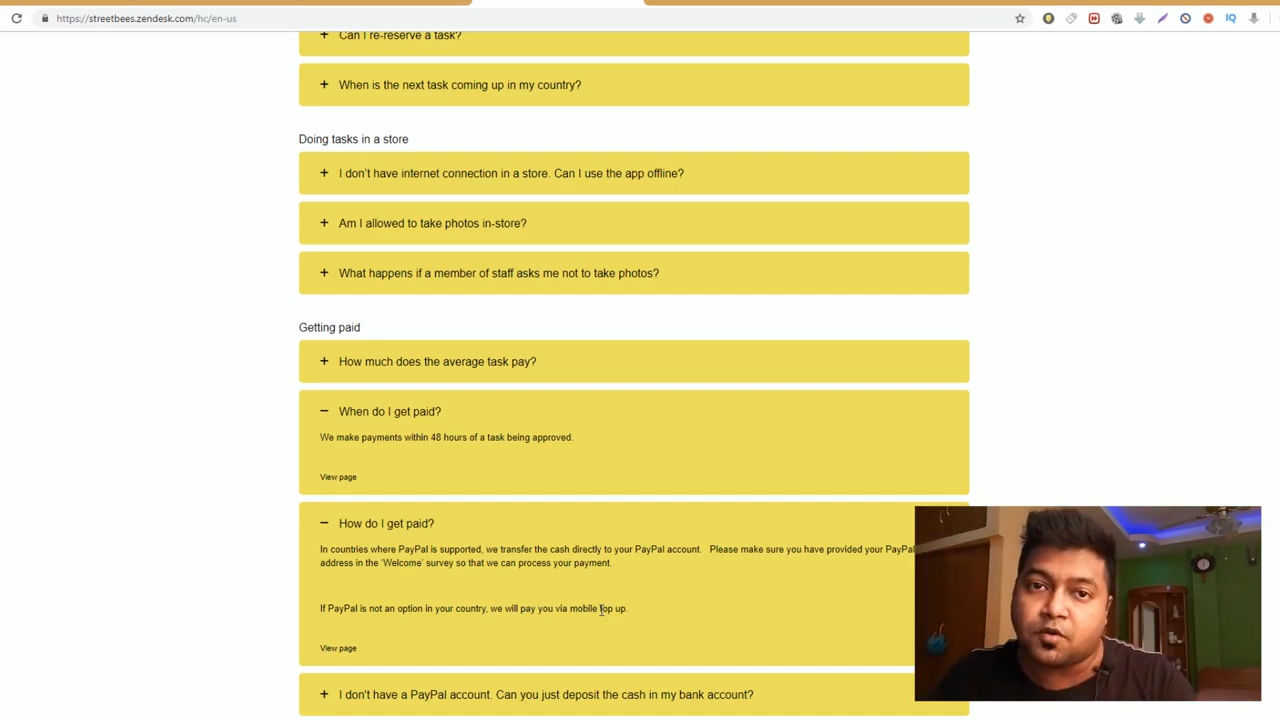 https://streetbees.zendesk.com/hc/en-us
IQ
+ Can I re-reserve a task?
+ When is the next task coming up in my country?
Doing tasks in a store
+ I don't have internet connection in a store. Can I use the app offline?
+ Am I allowed to take photos in-store?
+ What happens if a member of staff asks me not to take photos?
Getting paid
+ How much does the average task pay?
− When do I get paid?
We make payments within 48 hours of a task being approved.
View page
− How do I get paid?
In countries where PayPal is supported, we transfer the cash directly to your PayPal account. Please make sure you have provided your PayPal
address in the 'Welcome' survey so that we can process your payment.
If PayPal is not an option in your country, we will pay you via mobile top up.
View page
+ I don't have a PayPal account. Can you just deposit the cash in my bank account?